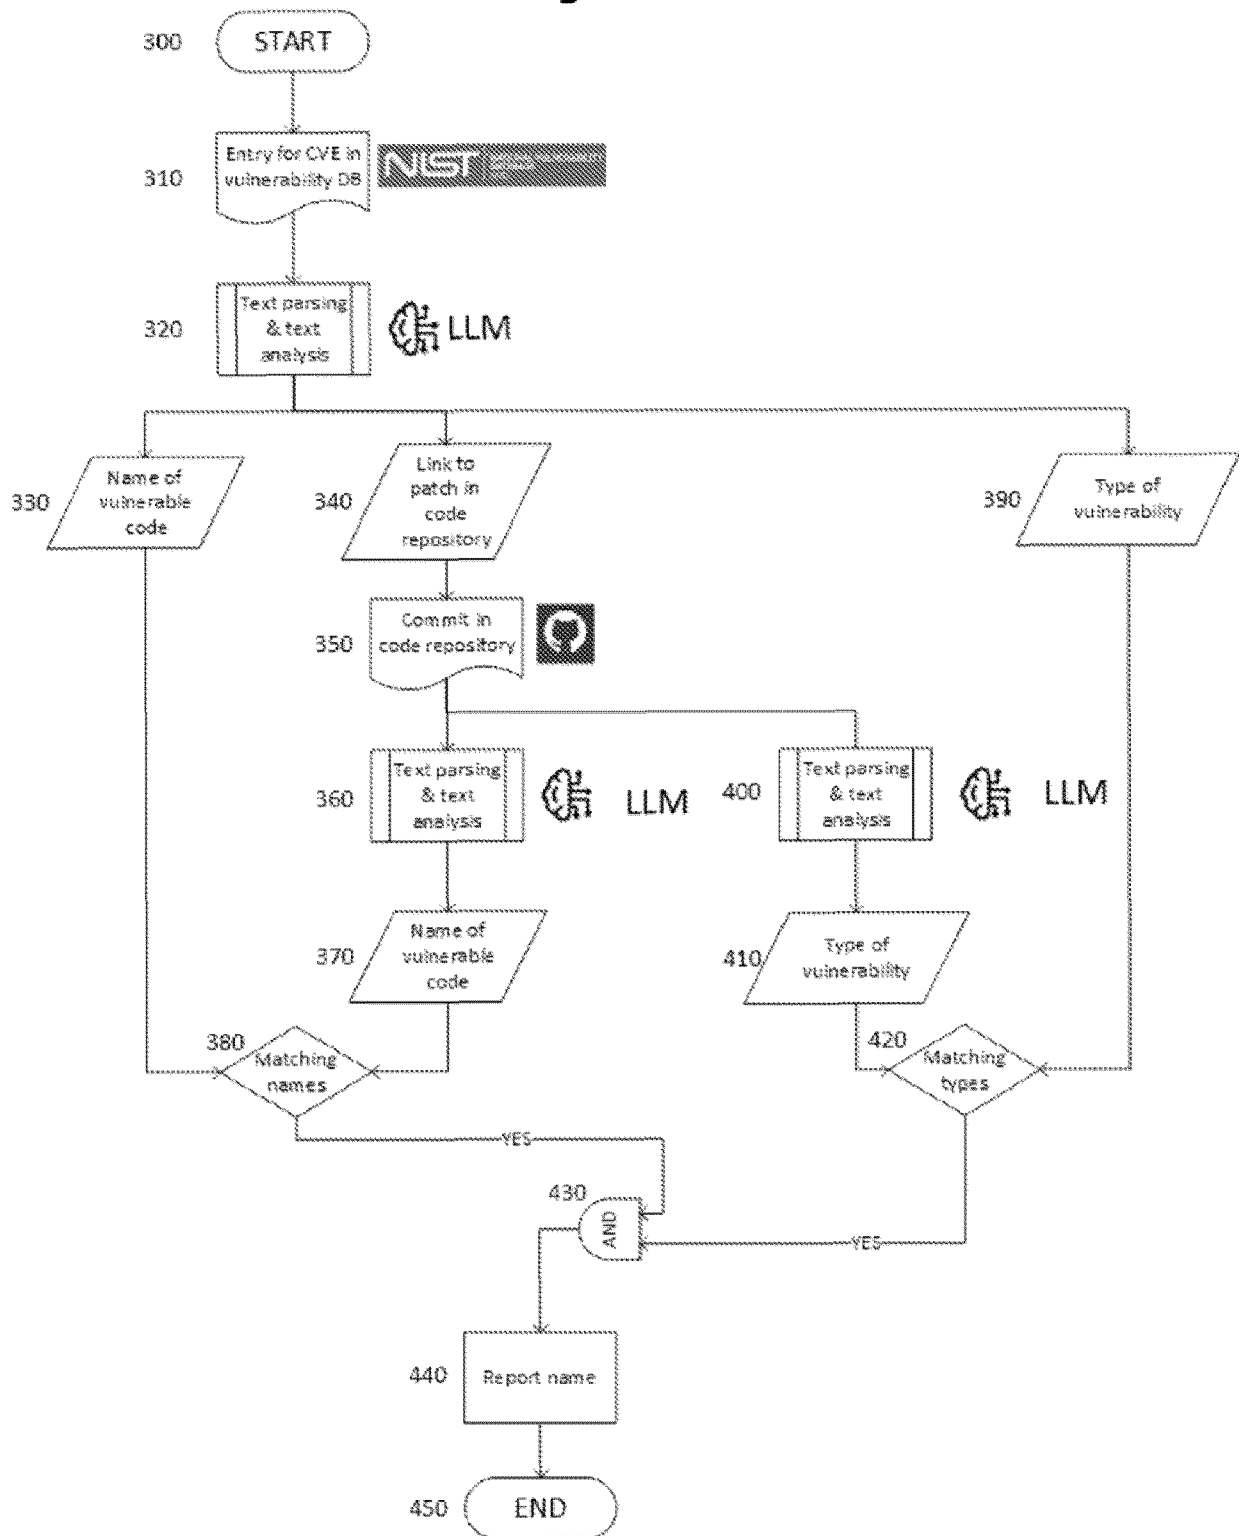 300
START
310
Entry for CVE in
vulnerability DB
NIST
320
Text parsing
& text
analysis
LLM
330
Name of
vulnerable
code
340
Link to
patch in
code
repository
390
Type of
vulnerability
350
Commit in
code repository
360
Text parsing
& text
analysis
LLM
400
Text parsing
& text
analysis
LLM
370
Name of
vulnerable
code
410
Type of
vulnerability
380
Matching
names
420
Matching
types
YES
430
AND
YES
440
Report name
450
END